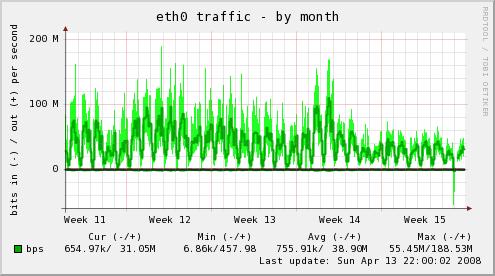 eth0 traffic - by month
RRDTOOL / TOBI OETIKER
bits in (-) / out (+) per second
200 M
100 M
0
Week 11 Week 12 Week 13 Week 14 Week 15
Cur (-/+) Min (-/+) Avg (-/+) Max (-/+)
bps 654.97k/ 31.05M 6.86k/457.98 755.91k/ 38.90M 55.45M/188.53M
Last update: Sun Apr 13 22:00:02 2008